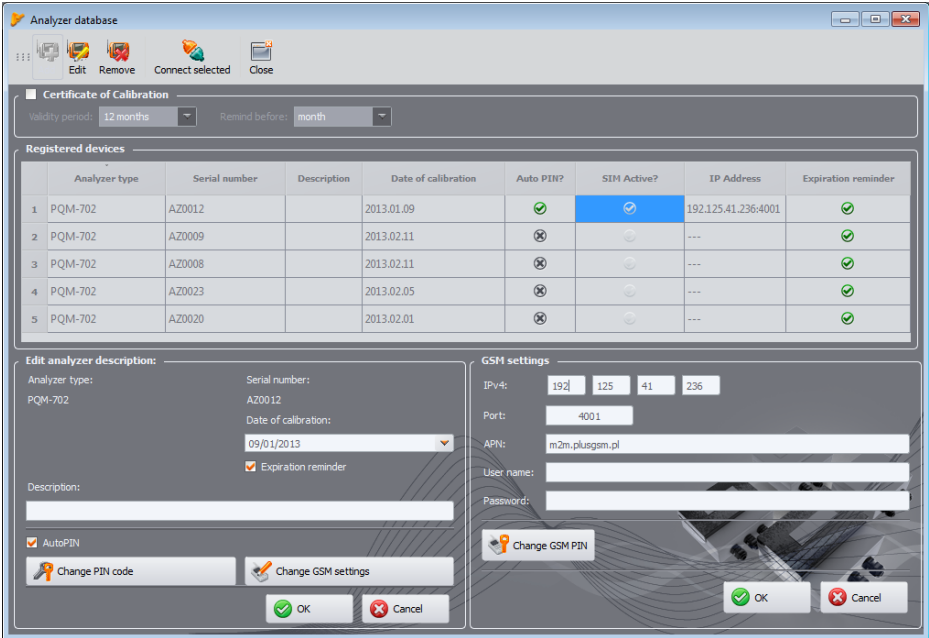 Analyzer database
Edit Remove Connect selected Close
Certificate of Calibration
Validity period: 12 months Remind before: month
Registered devices
Analyzer type Serial number Description Date of calibration Auto PIN? SIM Active? IP Address Expiration reminder
1 PQM-702 AZ0012 2013.01.09 192.125.41.236:4001
2 PQM-702 AZ0009 2013.02.11 ---
3 PQM-702 AZ0008 2013.02.11 ---
4 PQM-702 AZ0023 2013.02.05 ---
5 PQM-702 AZ0020 2013.02.01 ---
Edit analyzer description:
Analyzer type: Serial number:
PQM-702 AZ0012
Date of calibration:
09/01/2013
Expiration reminder
Description:
AutoPIN
Change PIN code Change GSM settings
OK Cancel
GSM settings
IPv4: 192 125 41 236
Port: 4001
APN: m2m.plusgsm.pl
User name:
Password:
Change GSM PIN
OK Cancel